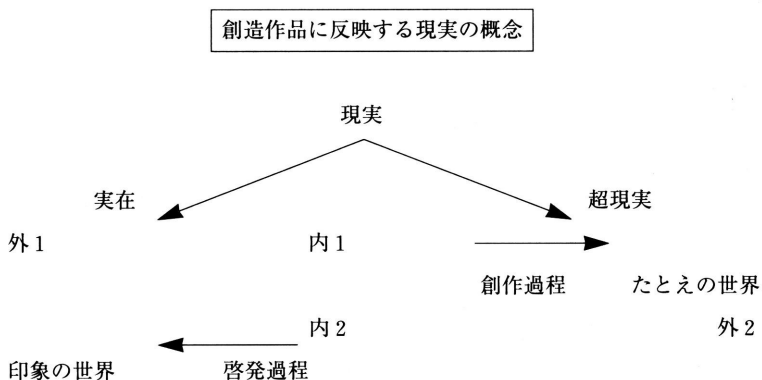 創造作品に反映する現実の概念
現実
実在
超現実
外1
内1
創作過程
たとえの世界
内2
外2
印象の世界
啓発過程